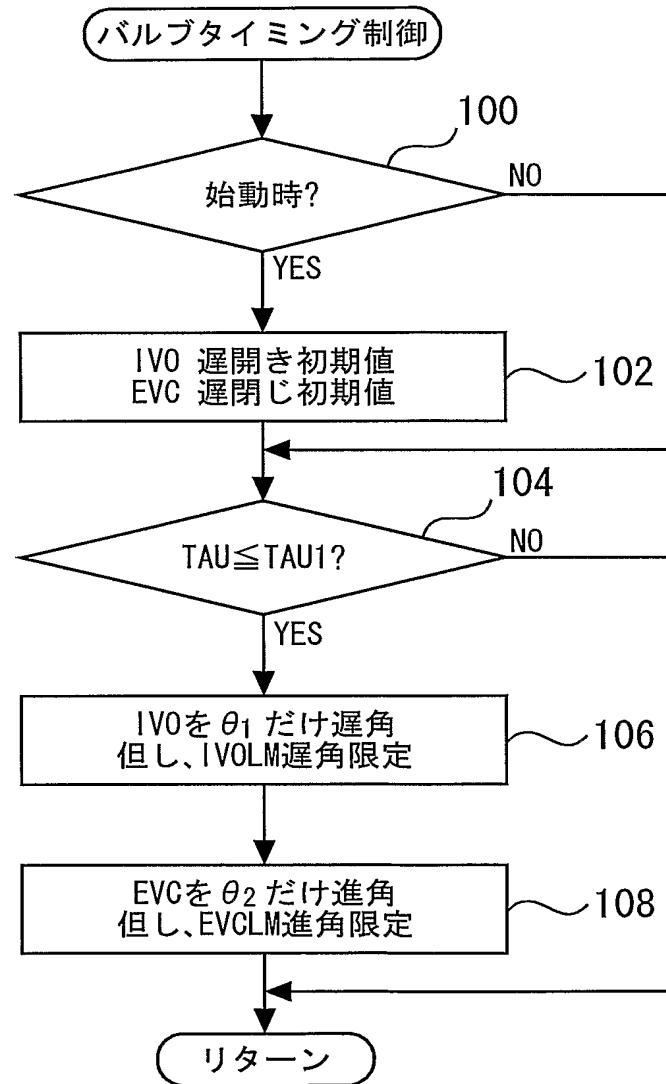 バルブタイミング制御
100
始動時?
NO
YES
IVO 遅開き初期値
EVC 遅閉じ初期値
102
104
TAU≦TAU1?
NO
YES
IVOをθ1だけ遅角
但し、IVOLM遅角限定
106
EVCをθ2だけ進角
但し、EVCLM進角限定
108
リターン